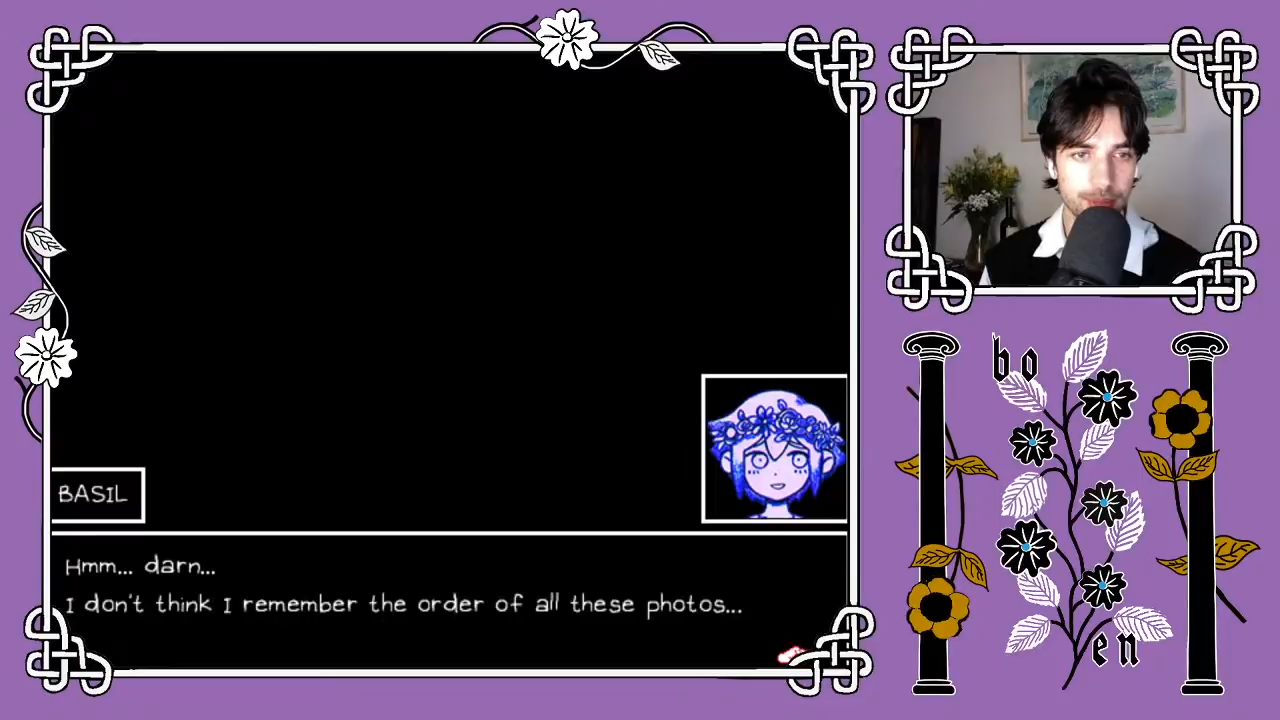 BASIL
Hmm... darn...
I don't think I remember the order of all these photos...
bo
en